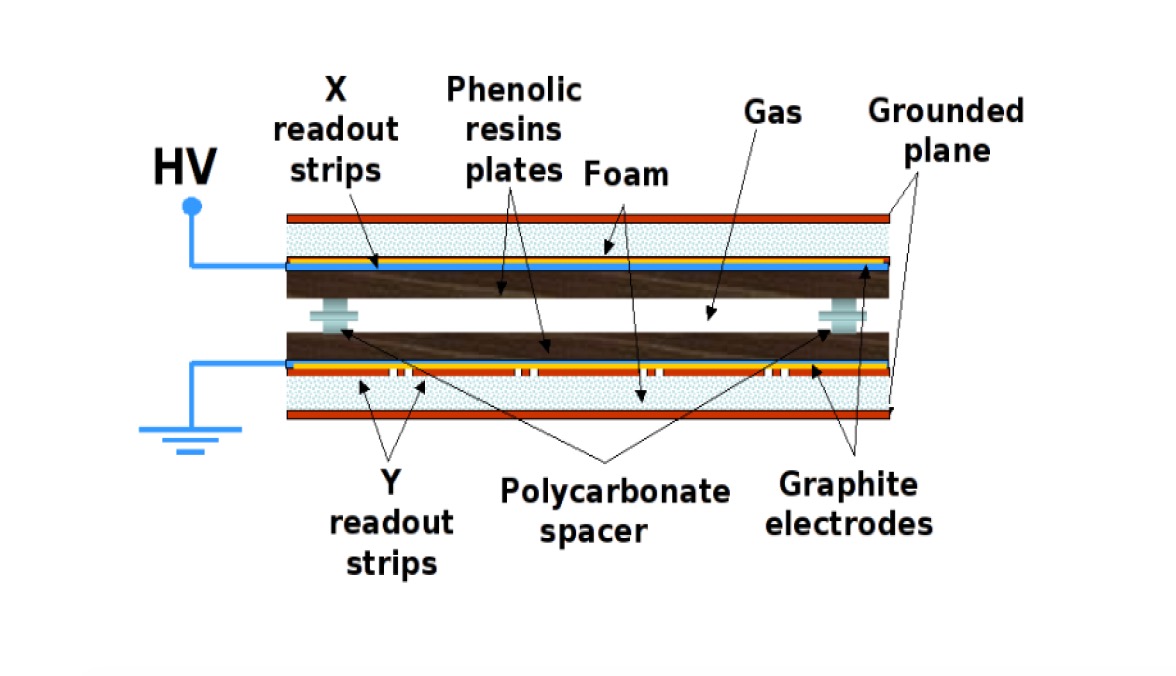 X
readout
strips
Phenolic
resins
plates
Foam
Gas
Grounded
plane
HV
Y
readout
strips
Polycarbonate
spacer
Graphite
electrodes